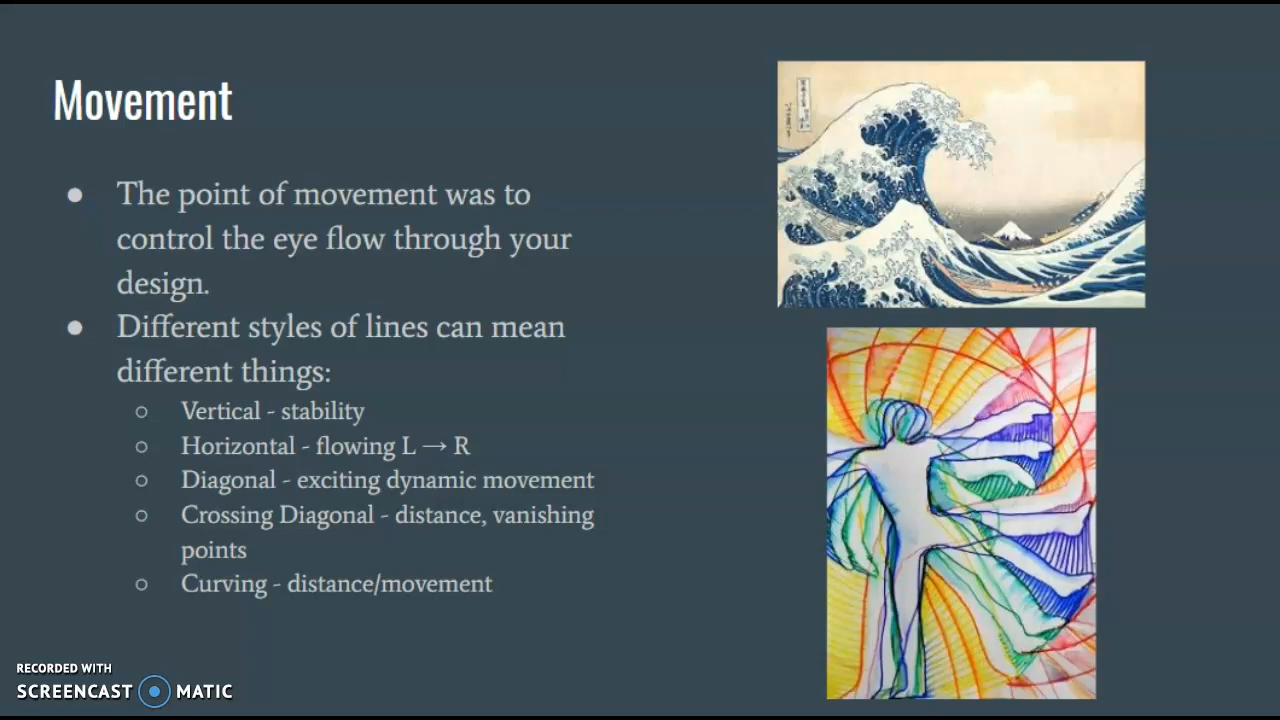 Movement
● The point of movement was to
control the eye flow through your
design.
● Different styles of lines can mean
different things:
○ Vertical - stability
○ Horizontal - flowing L → R
○ Diagonal - exciting dynamic movement
○ Crossing Diagonal - distance, vanishing
points
○ Curving - distance/movement
RECORDED WITH
SCREENCAST MATIC